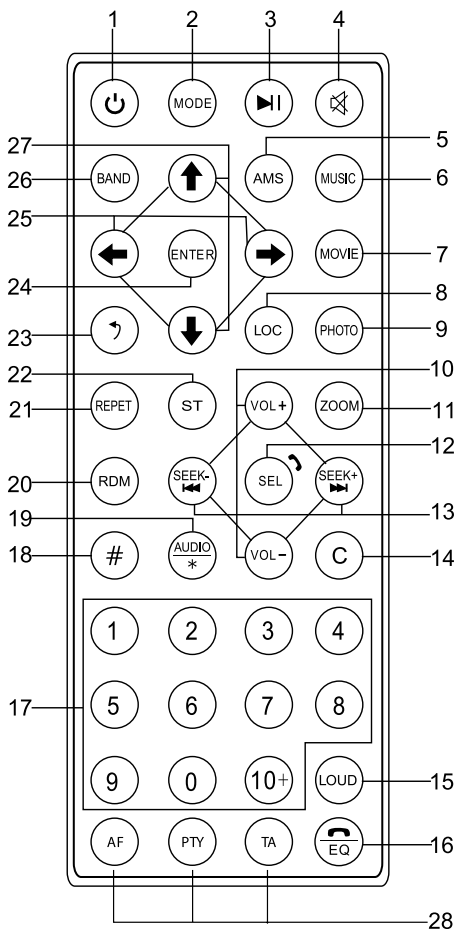 1 2 3 4
MODE
27 5
26 BAND AMS MUSIC 6
25
ENTER MOVIE 7
24 8
23 LOC PHOTO 9
22 10
21 REPET ST VOL+ ZOOM 11
12
20 RDM SEEK- SEL SEEK+
19 13
18 # AUDIO VOL- C 14
*
1 2 3 4
17 5 6 7 8
9 0 10+ LOUD 15
AF PTY TA EQ 16
28